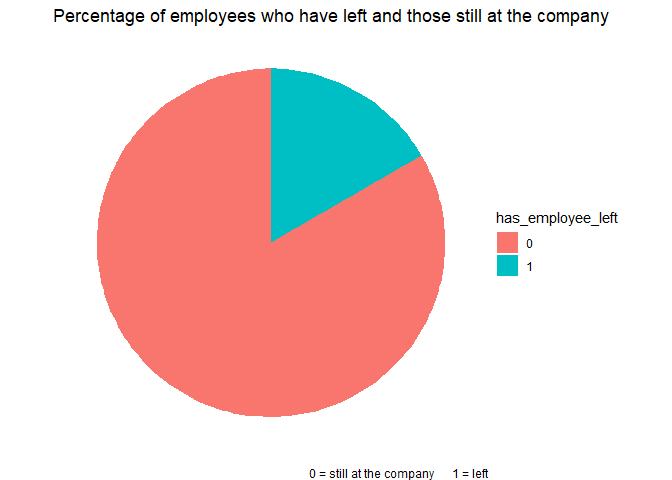 Percentage of employees who have left and those still at the company
has_employee_left
0
1
0 = still at the company 1 = left